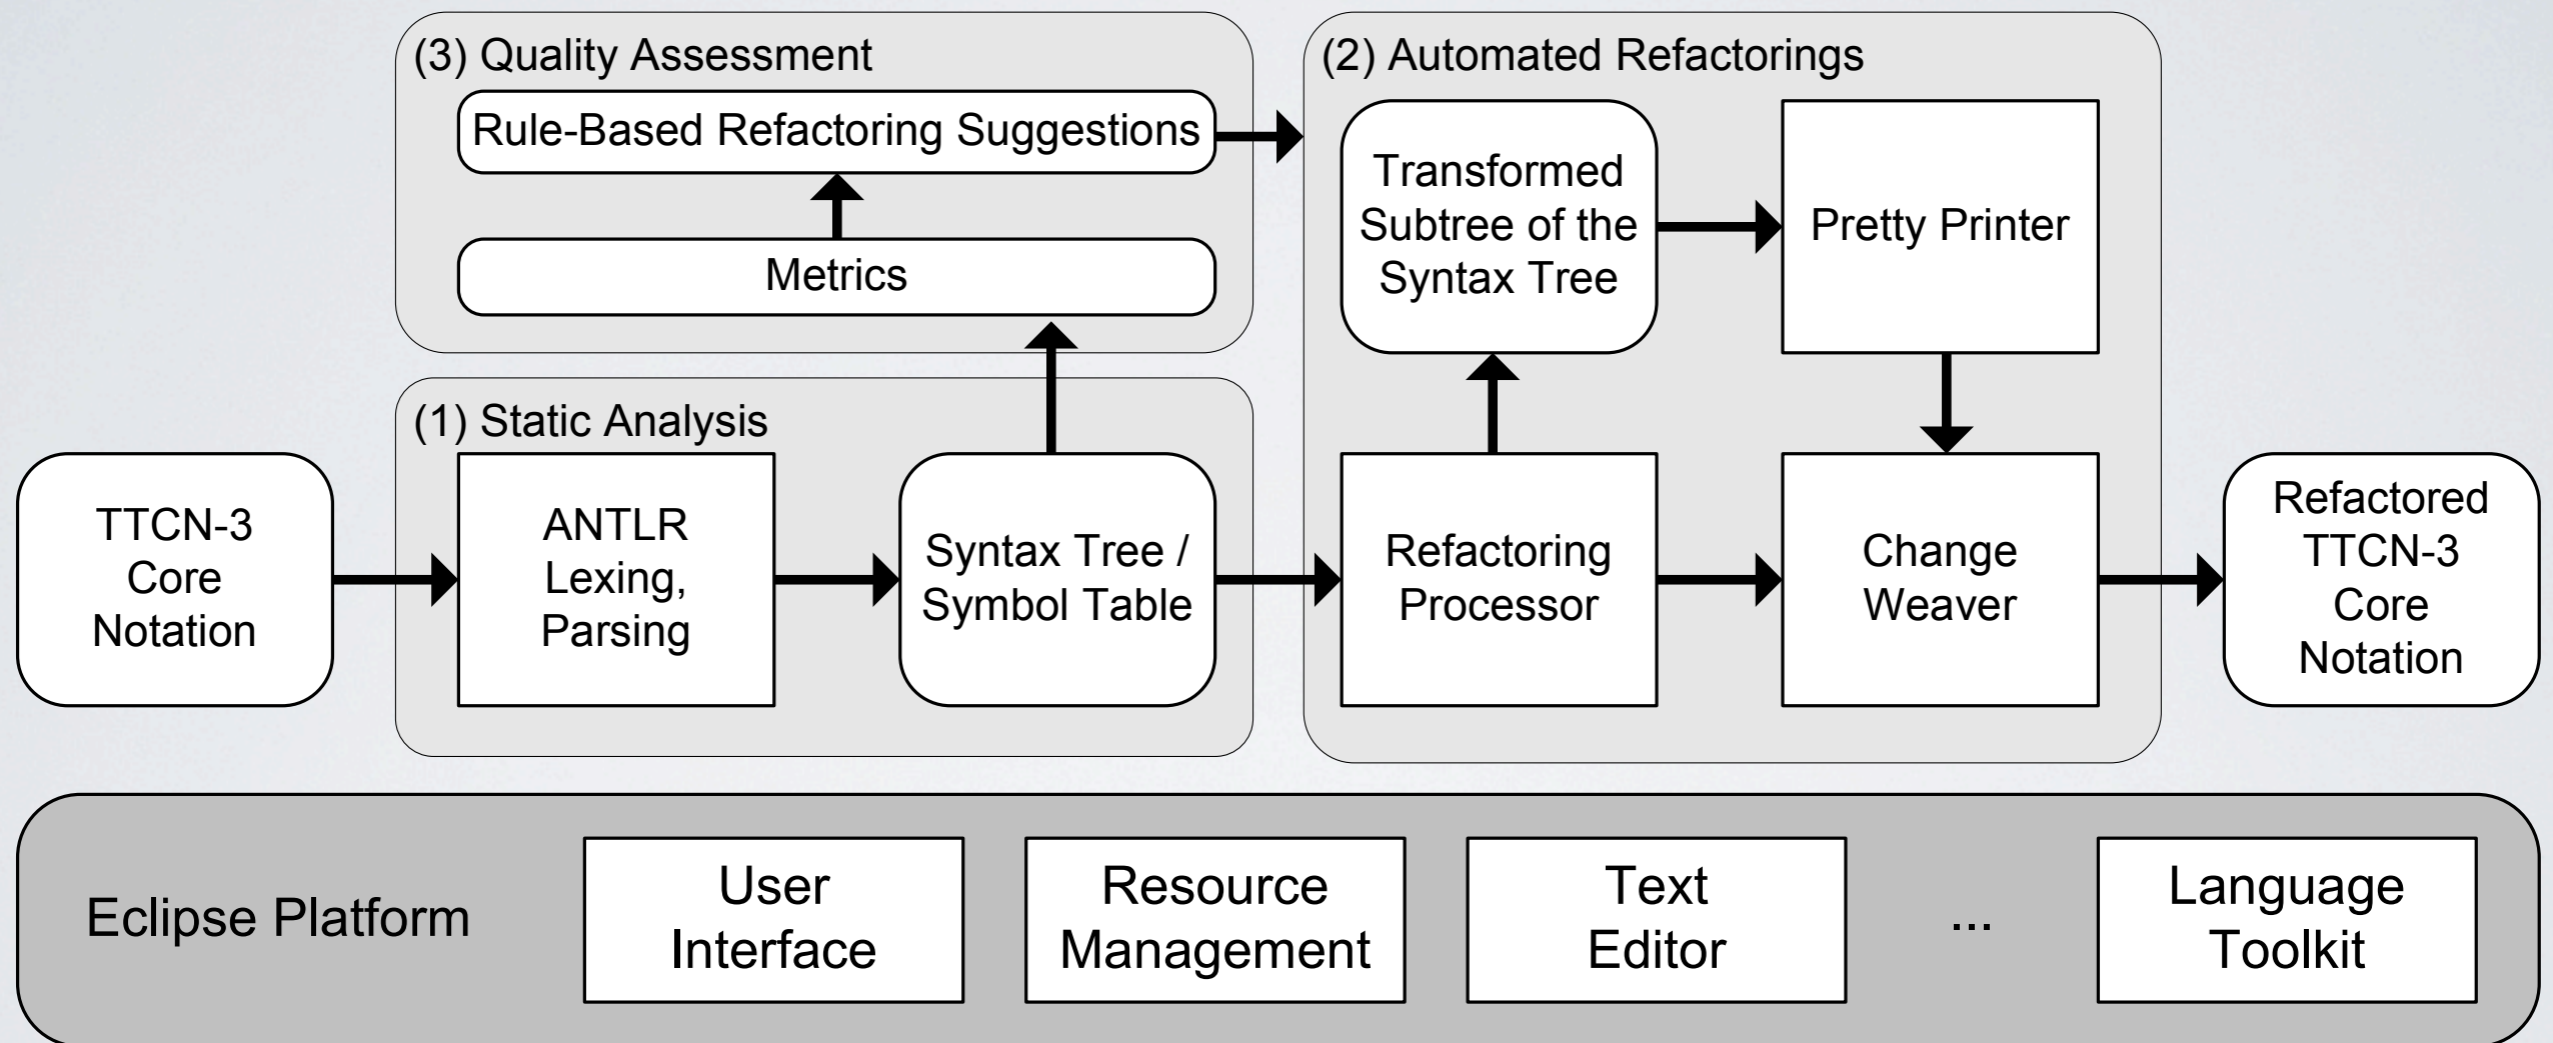 (3) Quality Assessment
Rule-Based Refactoring Suggestions
Metrics
(2) Automated Refactorings
Transformed
Subtree of the
Syntax Tree
Pretty Printer
(1) Static Analysis
TTCN-3
Core
Notation
ANTLR
Lexing,
Parsing
Syntax Tree /
Symbol Table
Refactoring
Processor
Change
Weaver
Refactored
TTCN-3
Core
Notation
Eclipse Platform
User
Interface
Resource
Management
Text
Editor
...
Language
Toolkit